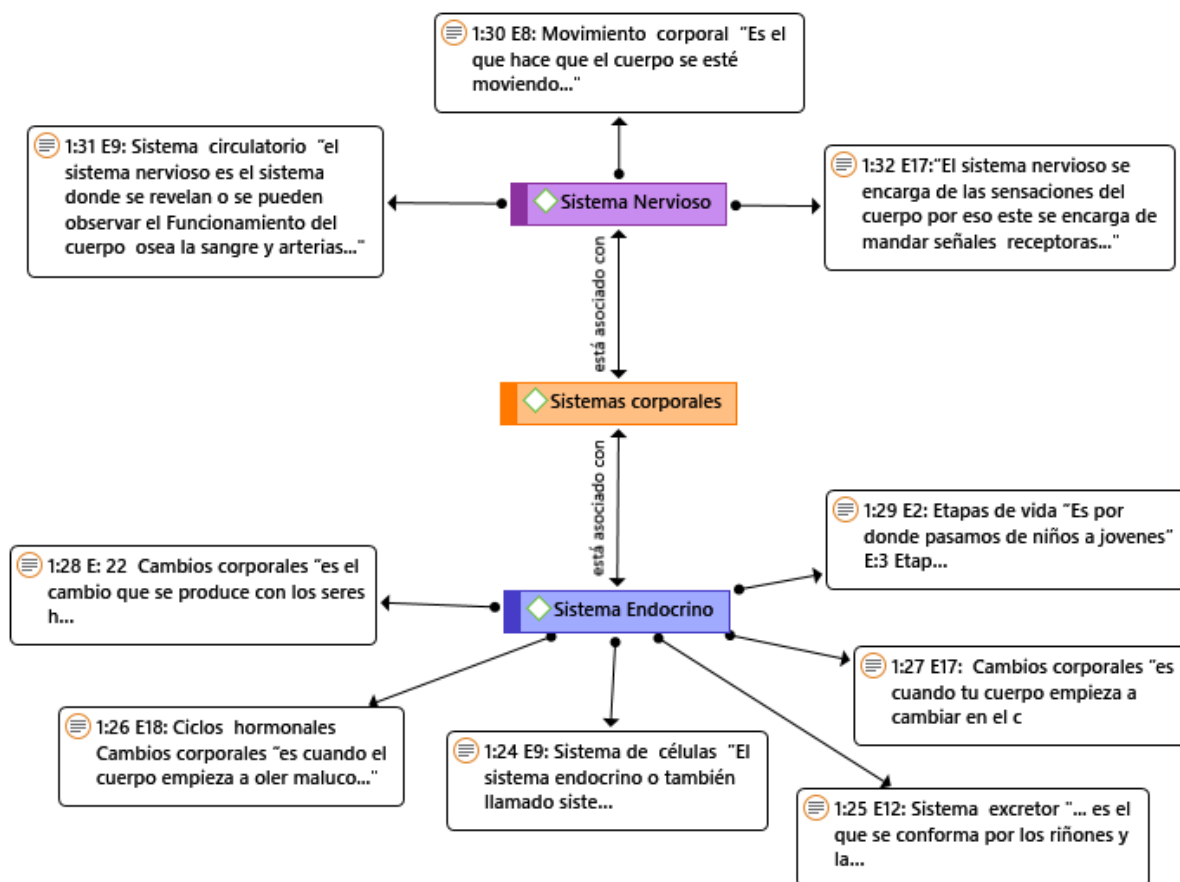 1:30 E8: Movimiento corporal "Es el
que hace que el cuerpo se esté
moviendo..."
1:31 E9: Sistema circulatorio "el
sistema nervioso es el sistema
donde se revelan o se pueden
observar el Funcionamiento del
cuerpo osea la sangre y arterias..."
Sistema Nervioso
1:32 E17:"El sistema nervioso se
encarga de las sensaciones del
cuerpo por eso este se encarga de
mandar señales receptoras..."
está asociado con
Sistemas corporales
está asociado con
1:29 E2: Etapas de vida "Es por
donde pasamos de niños a jovenes"
E:3 Etap...
1:28 E: 22 Cambios corporales "es el
cambio que se produce con los seres
h...
Sistema Endocrino
1:27 E17: Cambios corporales "es
cuando tu cuerpo empieza a
cambiar en el c
1:26 E18: Ciclos hormonales
Cambios corporales "es cuando el
cuerpo empieza a oler maluco..."
1:24 E9: Sistema de células "El
sistema endocrino o también
llamado siste...
1:25 E12: Sistema excretor "... es el
que se conforma por los riñones y
la...